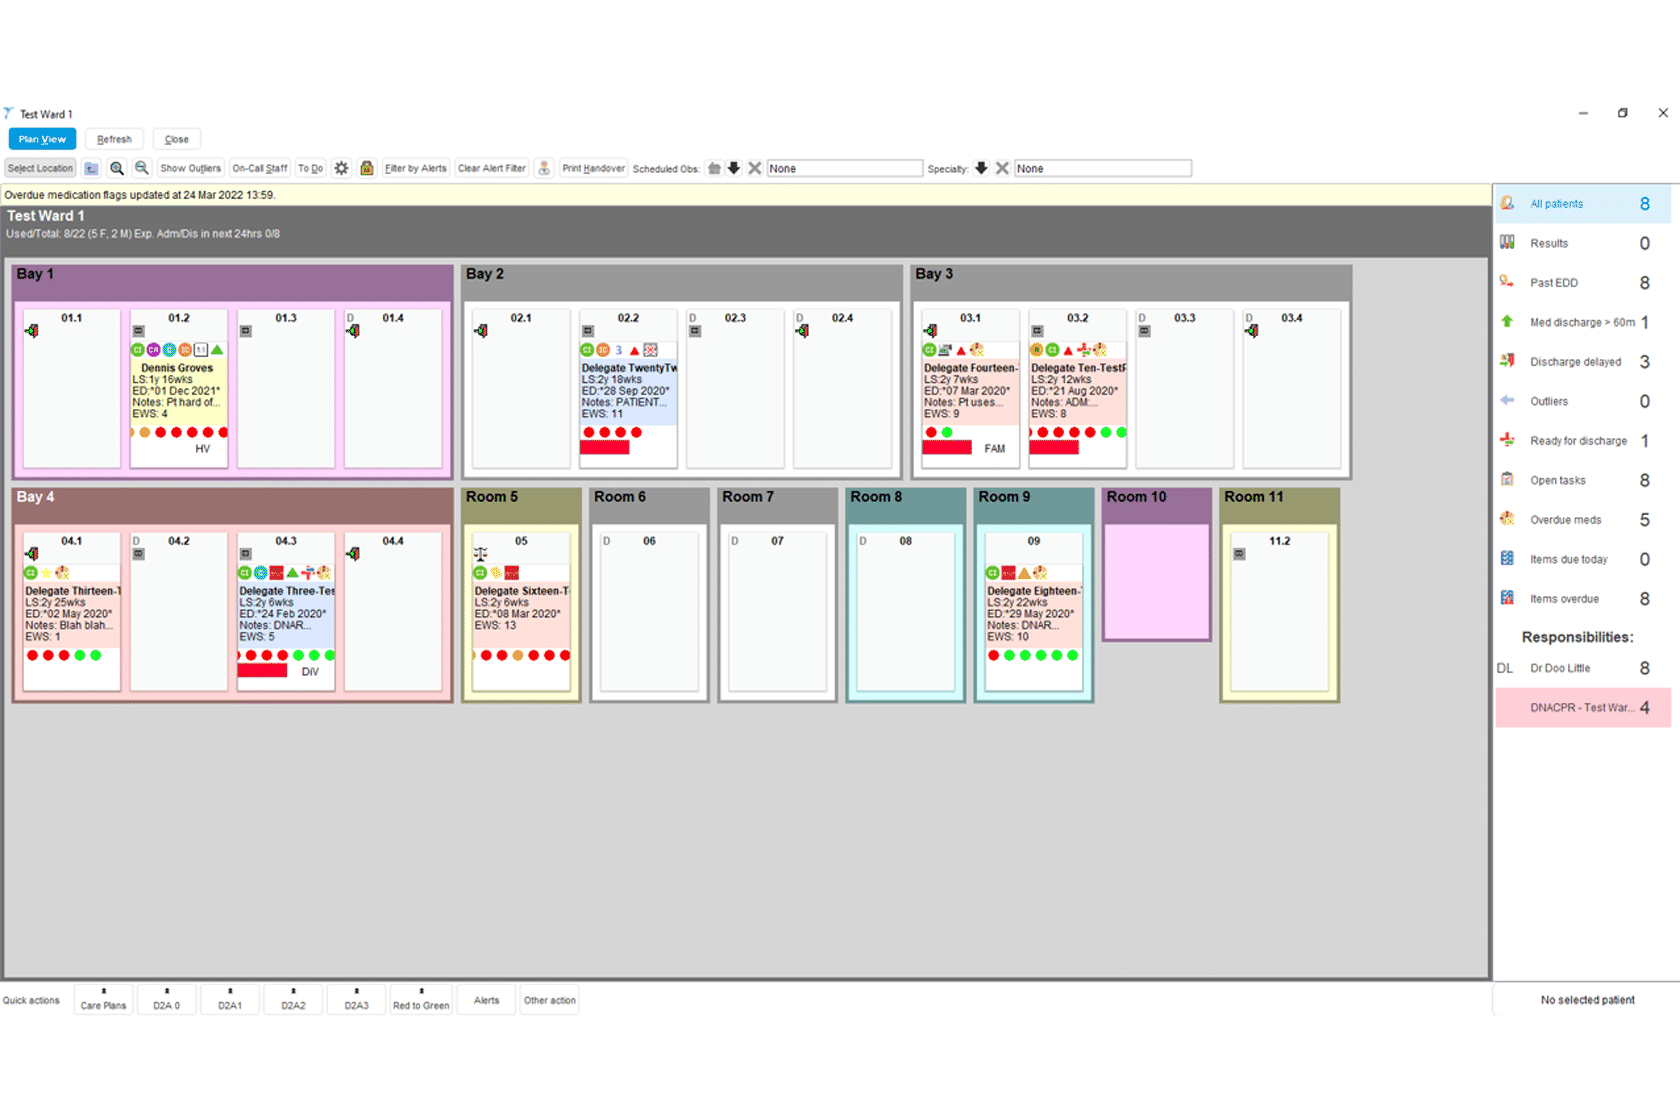 Test Ward 1
Plan View Refresh Close
Select Location Show Outliers On-Call Staff To Do Filter by Alerts Clear Alert Filter Print Handover Scheduled Obs: None Specialty: None
Overdue medication flags updated at 24 Mar 2022 13:59.
Test Ward 1
Used/Total: 8/22 (5 F, 2 M) Exp. Adm/Dis in next 24hrs 0/8
Bay 1
01.1
01.2
CI
1:1
Dennis Groves
LS:1y 16wks
ED:*01 Dec 2021*
Notes: Pt hard of...
EWS: 4
HV
01.3
D
01.4
Bay 2
02.1
02.2
CI
3
Delegate TwentyTw
LS:2y 18wks
ED:*28 Sep 2020*
Notes: PATIENT...
EWS: 11
D
02.3
D
02.4
Bay 3
03.1
CI
Delegate Fourteen-
LS:2y 7wks
ED:*07 Mar 2020*
Notes: Pt uses...
EWS: 9
FAM
03.2
CI
Delegate Ten-TestP
LS:2y 12wks
ED:*21 Aug 2020*
Notes: ADM:...
EWS: 8
D
03.3
D
03.4
Bay 4
04.1
CI
Delegate Thirteen-T
LS:2y 25wks
ED:*02 May 2020*
Notes: Blah blah...
EWS: 1
D
04.2
04.3
CI
Delegate Three-Tes
LS:2y 6wks
ED:*24 Feb 2020*
Notes: DNAR...
EWS: 5
DIV
04.4
Room 5
05
CI
Delegate Sixteen-T
LS:2y 6wks
ED:*08 Mar 2020*
EWS: 13
Room 6
D
06
Room 7
D
07
Room 8
D
08
Room 9
09
CI
Delegate Eighteen-
LS:2y 22wks
ED:*29 May 2020*
Notes: DNAR...
EWS: 10
Room 10
Room 11
11.2
All patients 8
Results 0
Past EDD 8
Med discharge > 60m 1
Discharge delayed 3
Outliers 0
Ready for discharge 1
Open tasks 8
Overdue meds 5
Items due today 0
Items overdue 8
Responsibilities:
DL Dr Doo Little 8
DNACPR - Test War... 4
Quick actions Care Plans D2A 0 D2A1 D2A2 D2A3 Red to Green Alerts Other action
No selected patient